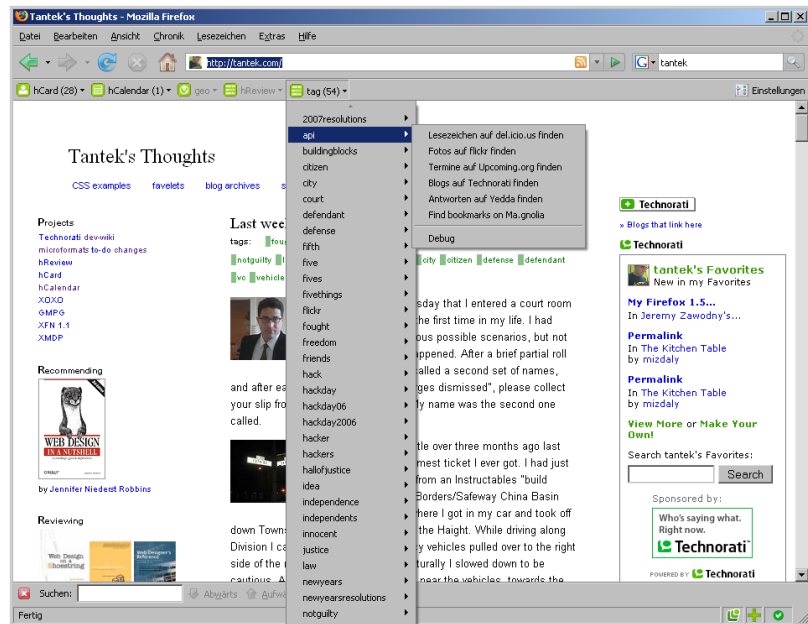 Tantek's Thoughts - Mozilla Firefox
Datei Bearbeiten Ansicht Chronik Lesezeichen Extras Hilfe
http://tantek.com/
tantek
hCard (28) hCalendar (1) geo hReview tag (54) Einstellungen
2007resolutions
api
buildingblocks
citizen
city
court
defendant
defense
fifth
five
fives
fivethings
flickr
fought
freedom
friends
hack
hackday
hackday06
hackday2006
hacker
hackers
hallofjustice
idea
independence
independents
innocent
justice
law
newyears
newyearsresolutions
notguilty
Lesezeichen auf del.icio.us finden
Fotos auf flickr finden
Termine auf Upcoming.org finden
Blogs auf Technorati finden
Antworten auf Yedda finden
Find bookmarks on Ma.gnolia
Debug
Tantek's Thoughts
CSS examples favelets blog archives
Projects
Technorati dev-wiki
microformats to-do changes
hReview
hCard
hCalendar
XOXO
GMPG
XFN 1.1
XMDP
Recommending
WEB DESIGN
IN A NUTSHELL
O'REILLY
by Jennifer Niederst Robbins
Reviewing
Web Design
on a
Shoestring
Web Designer's
Reference
Last
tags:
notguilty city citizen defense defendant
vc vehicle
sday that I entered a court room
the first time in my life. I had
ous possible scenarios, but not
appened. After a brief partial roll
called a second set of names,
and after ges dismissed", please collect
your slip My name was the second one
called.
tle over three months ago last
mest ticket I ever got. I had just
from an Instructables "build
Borders/Safeway China Basin
here I got in my car and took off
down the Haight. While driving along
Division I y vehicles pulled over to the right
side of the turally I slowed down to be
cautious. near the vehicles, towards the
Technorati
» Blogs that link here
Technorati
tantek's Favorites
New in my Favorites
My Firefox 1.5...
In Jeremy Zawodny's...
Permalink
In The Kitchen Table
by mizdaly
Permalink
In The Kitchen Table
by mizdaly
View More or Make Your
Own!
Search tantek's Favorites:
Search
Sponsored by:
Who's saying what.
Right now.
Technorati
POWERED BY Technorati
Suchen: Abwärts
Fertig